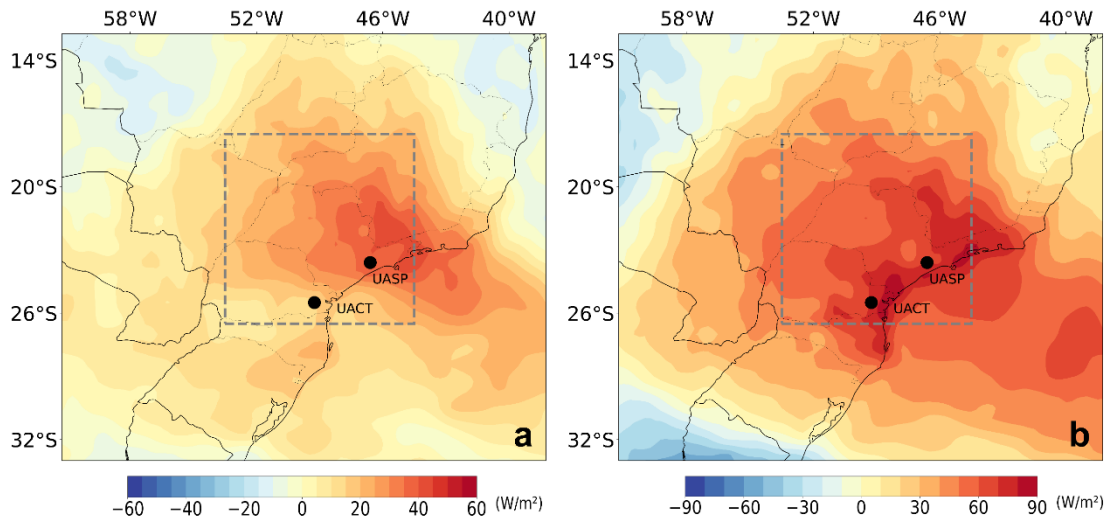 58°W 52°W 46°W 40°W
58°W 52°W 46°W 40°W
14°S
20°S
26°S
32°S
UASP
UACT
a
14°S
20°S
26°S
32°S
UASP
UACT
b
−60 −40 −20 0 20 40 60 (W/m²)
−90 −60 −30 0 30 60 90 (W/m²)